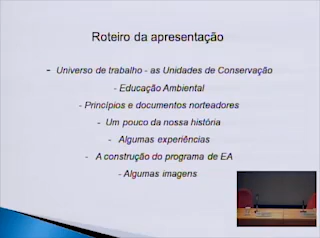 Roteiro da apresentação
- Universo de trabalho - as Unidades de Conservação
- Educação Ambiental
- Princípios e documentos norteadores
- Um pouco da nossa história
- Algumas experiências
- A construção do programa de EA
- Algumas imagens